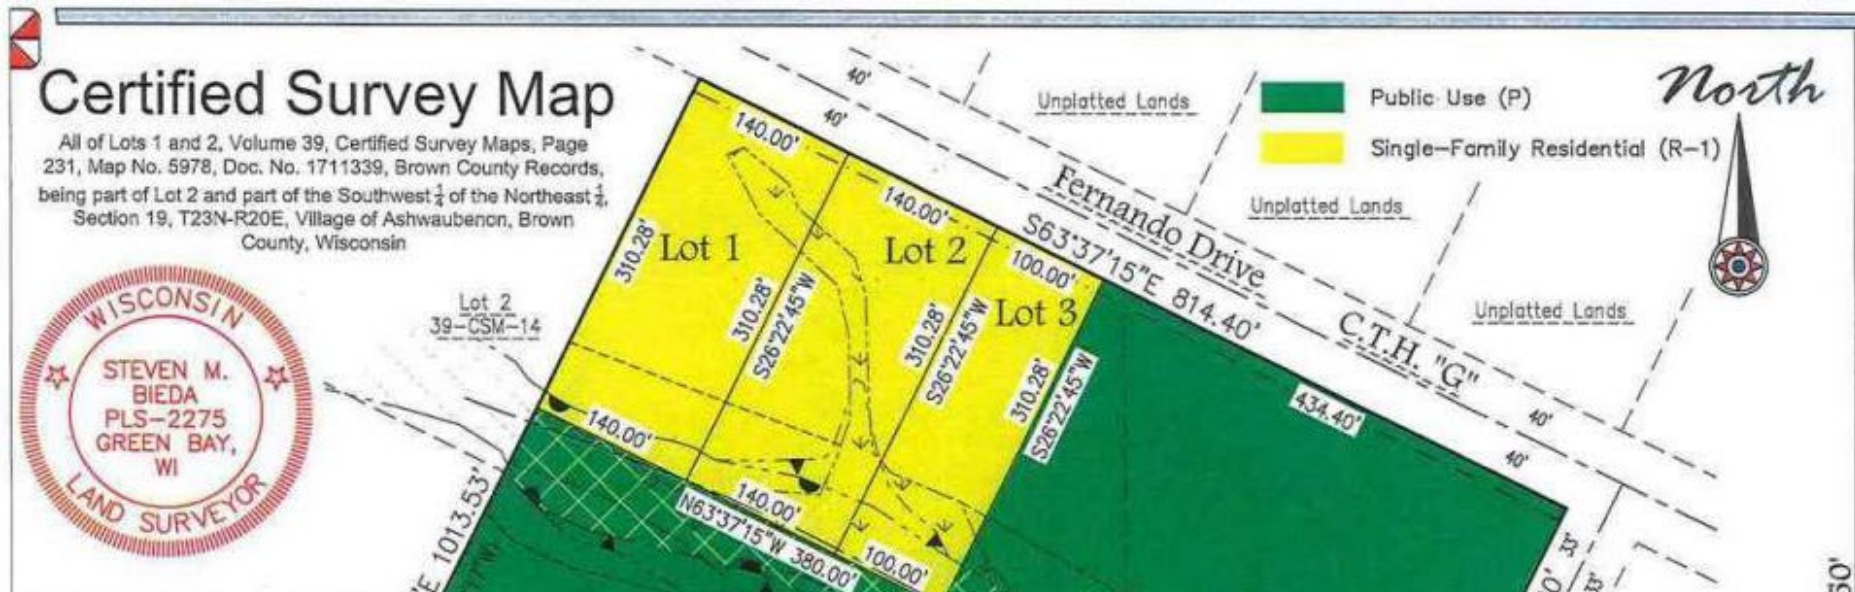 Certified Survey Map
All of Lots 1 and 2, Volume 39, Certified Survey Maps, Page
231, Map No. 5978, Doc. No. 1711339, Brown County Records,
being part of Lot 2 and part of the Southwest ¼ of the Northeast ¼,
Section 19, T23N-R20E, Village of Ashwaubenon, Brown
County, Wisconsin
WISCONSIN
STEVEN M.
BIEDA
PLS-2275
GREEN BAY,
WI
LAND SURVEYOR
Lot 2
39-CSM-14
North
Public Use (P)
Single-Family Residential (R-1)
Unplatted Lands
Unplatted Lands
Unplatted Lands
40'
40'
Fernando Drive
C.T.H. "G"
S63°37'15"E 814.40'
140.00'
140.00'
100.00'
434.40'
40'
40'
Lot 1
Lot 2
Lot 3
310.28'
310.28'
S26°22'45"W
310.28'
S26°22'45"W
310.28'
S26°22'45"W
140.00'
140.00'
100.00'
N63°37'15"W 380.00'
E 1013.53'
33'
33'